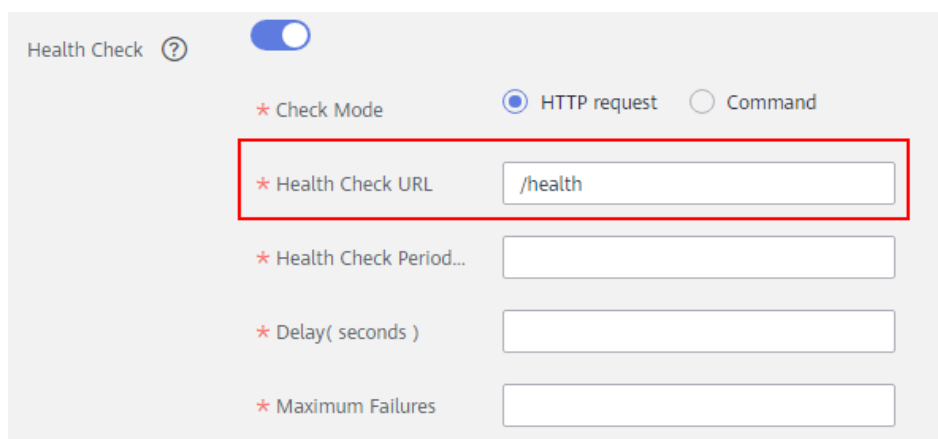 Health Check ?
* Check Mode HTTP request Command
* Health Check URL /health
* Health Check Period...
* Delay( seconds )
* Maximum Failures